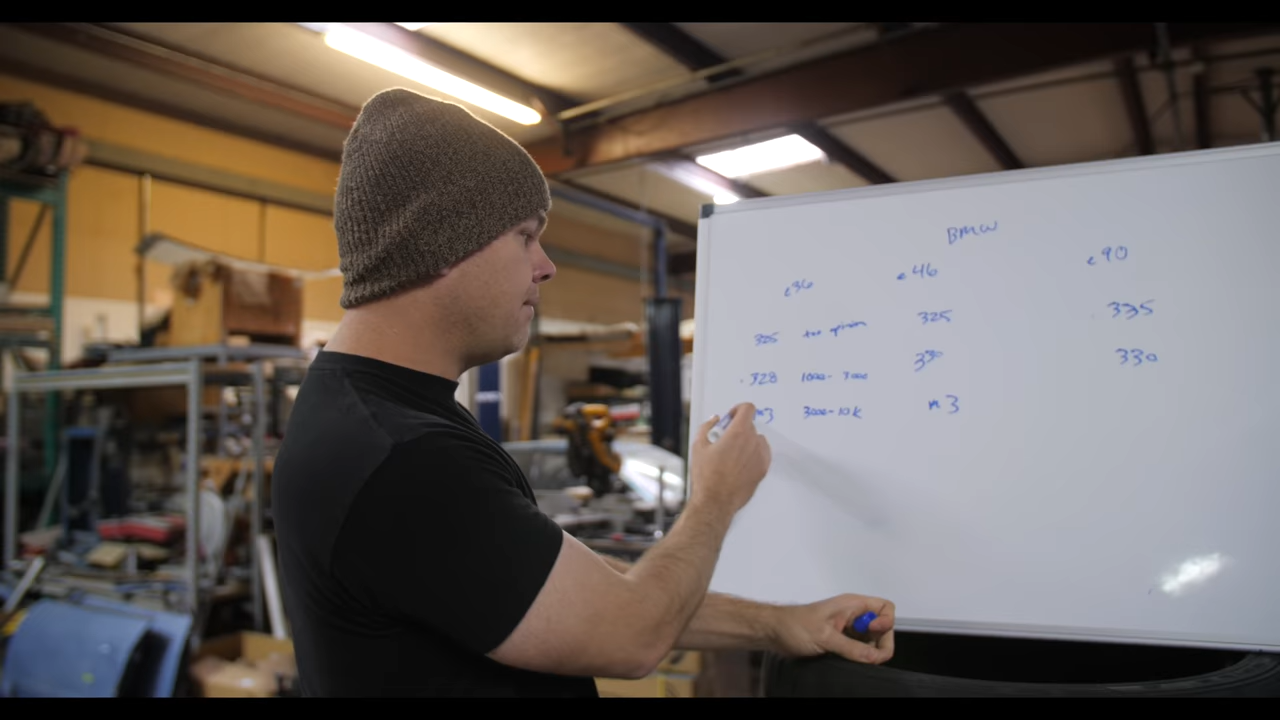 BMW
e36 e46 e90
325 325 335
328 1000- 3000 330 330
m3 3000-10k m3